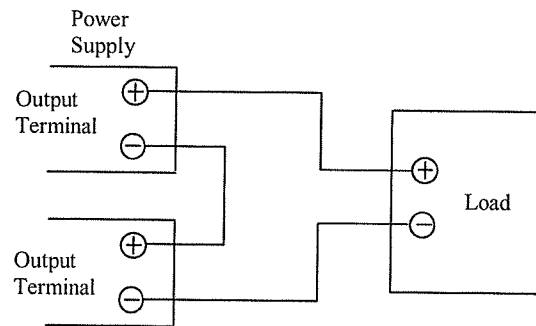 Power
Supply
Output
Terminal
+
−
Output
Terminal
+
−
+
−
Load